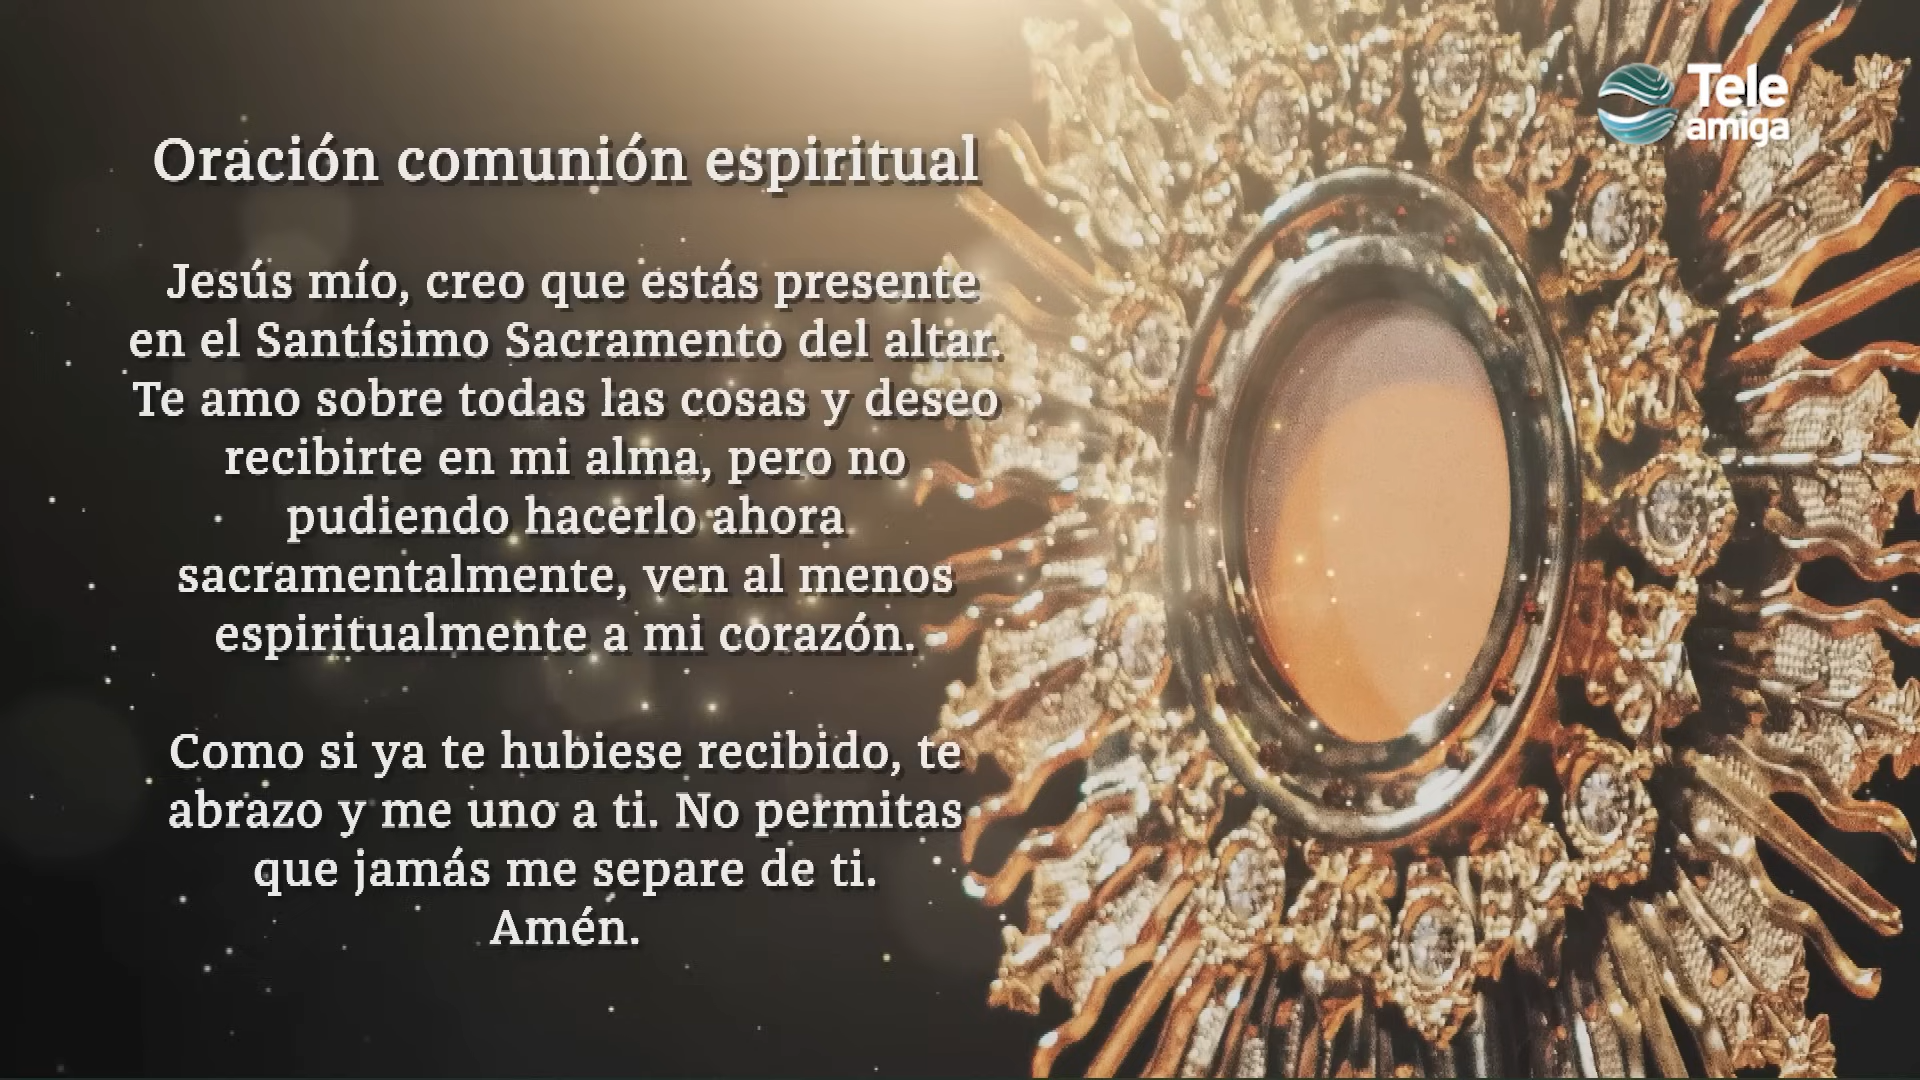 Tele
amiga
Oración comunión espiritual
Jesús mío, creo que estás presente
en el Santísimo Sacramento del altar.
Te amo sobre todas las cosas y deseo
recibirte en mi alma, pero no
pudiendo hacerlo ahora
sacramentalmente, ven al menos
espiritualmente a mi corazón.
Como si ya te hubiese recibido, te
abrazo y me uno a ti. No permitas
que jamás me separe de ti.
Amén.